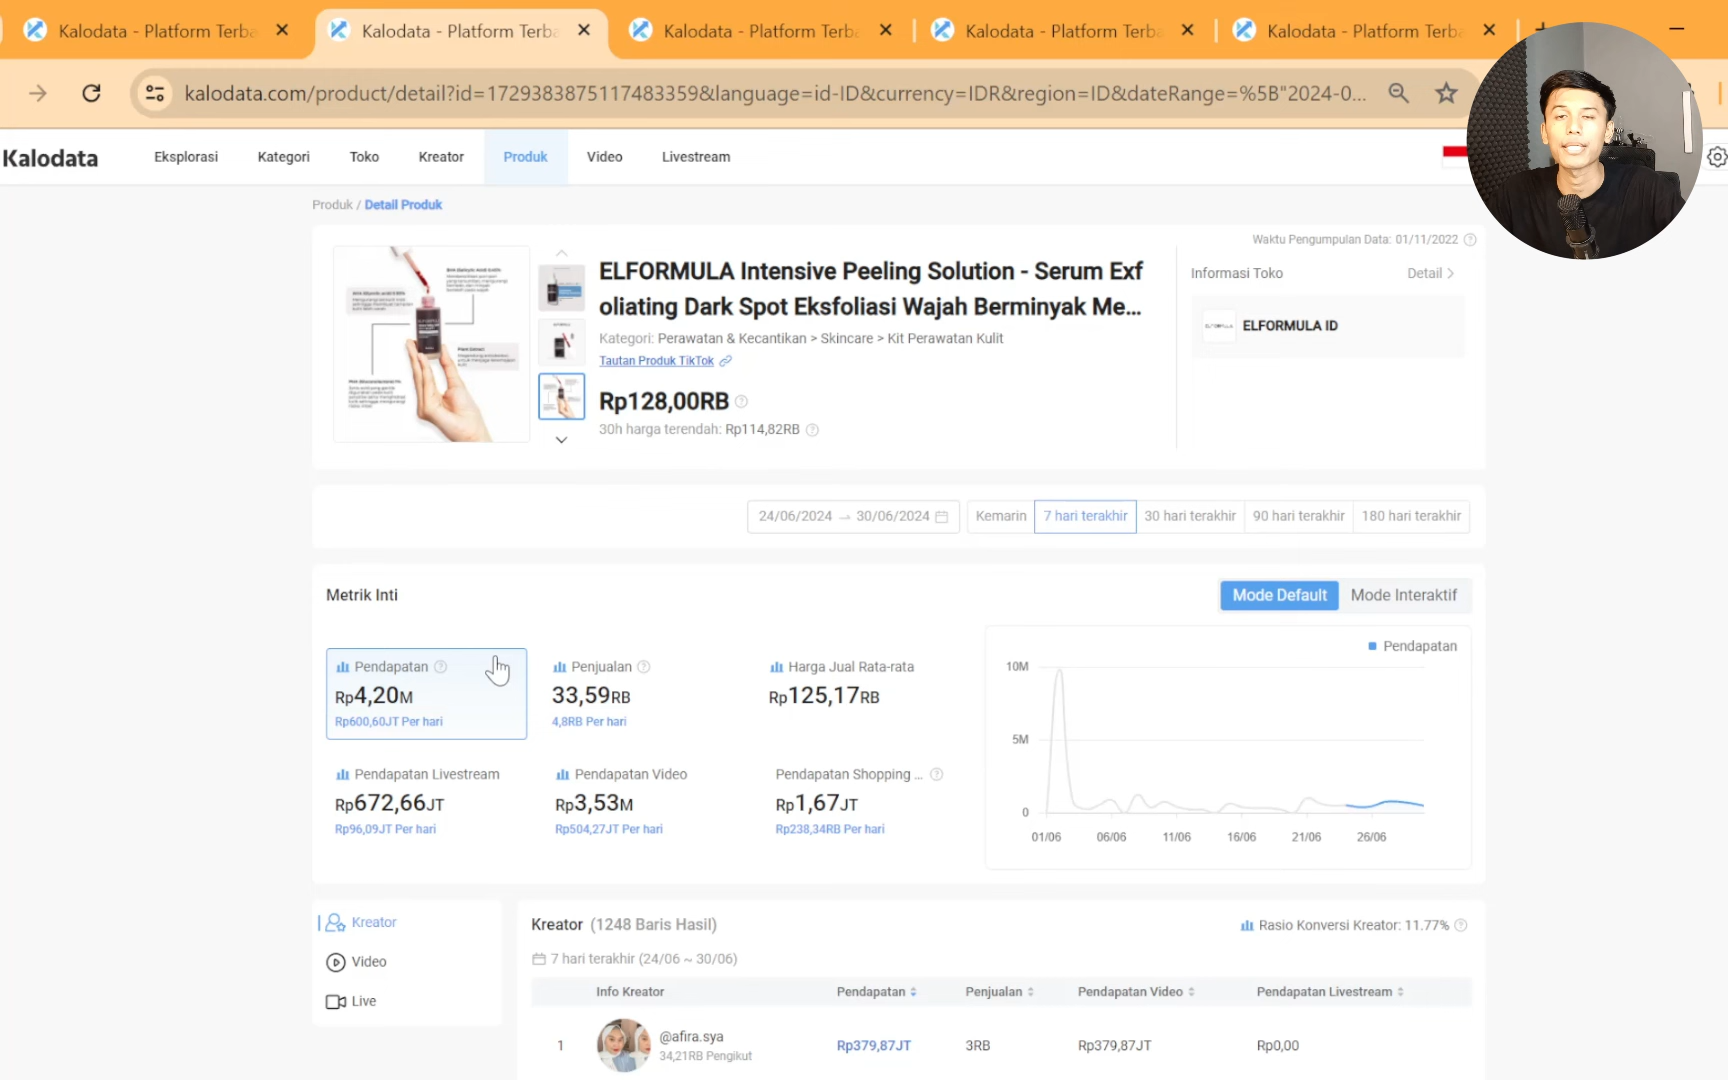 Kalodata - Platform Terba
Kalodata - Platform Terba
Kalodata - Platform Terba
Kalodata - Platform Terba
Kalodata - Platform Terba
kalodata.com/product/detail?id=1729383875117483359&language=id-ID&currency=IDR&region=ID&dateRange=%5B"2024-0...
Kalodata
Eksplorasi
Kategori
Toko
Kreator
Produk
Video
Livestream
Produk / Detail Produk
Waktu Pengumpulan Data: 01/11/2022
ELFORMULA Intensive Peeling Solution - Serum Exf
oliating Dark Spot Eksfoliasi Wajah Berminyak Me...
Kategori: Perawatan & Kecantikan > Skincare > Kit Perawatan Kulit
Tautan Produk TikTok
Rp128,00RB
30h harga terendah: Rp114,82RB
Informasi Toko
Detail >
ELFORMULA ID
24/06/2024 → 30/06/2024
Kemarin
7 hari terakhir
30 hari terakhir
90 hari terakhir
180 hari terakhir
Metrik Inti
Mode Default
Mode Interaktif
Pendapatan
Rp4,20M
Rp600,60JT Per hari
Penjualan
33,59RB
4,8RB Per hari
Harga Jual Rata-rata
Rp125,17RB
Pendapatan Livestream
Rp672,66JT
Rp96,09JT Per hari
Pendapatan Video
Rp3,53M
Rp504,27JT Per hari
Pendapatan Shopping ...
Rp1,67JT
Rp238,34RB Per hari
Pendapatan
10M
5M
0
01/06 06/06 11/06 16/06 21/06 26/06
Kreator
Video
Live
Kreator (1248 Baris Hasil)
Rasio Konversi Kreator: 11.77%
7 hari terakhir (24/06 ~ 30/06)
Info Kreator Pendapatan Penjualan Pendapatan Video Pendapatan Livestream
1 @afira.sya Rp379,87JT 3RB Rp379,87JT Rp0,00
34,21RB Pengikut